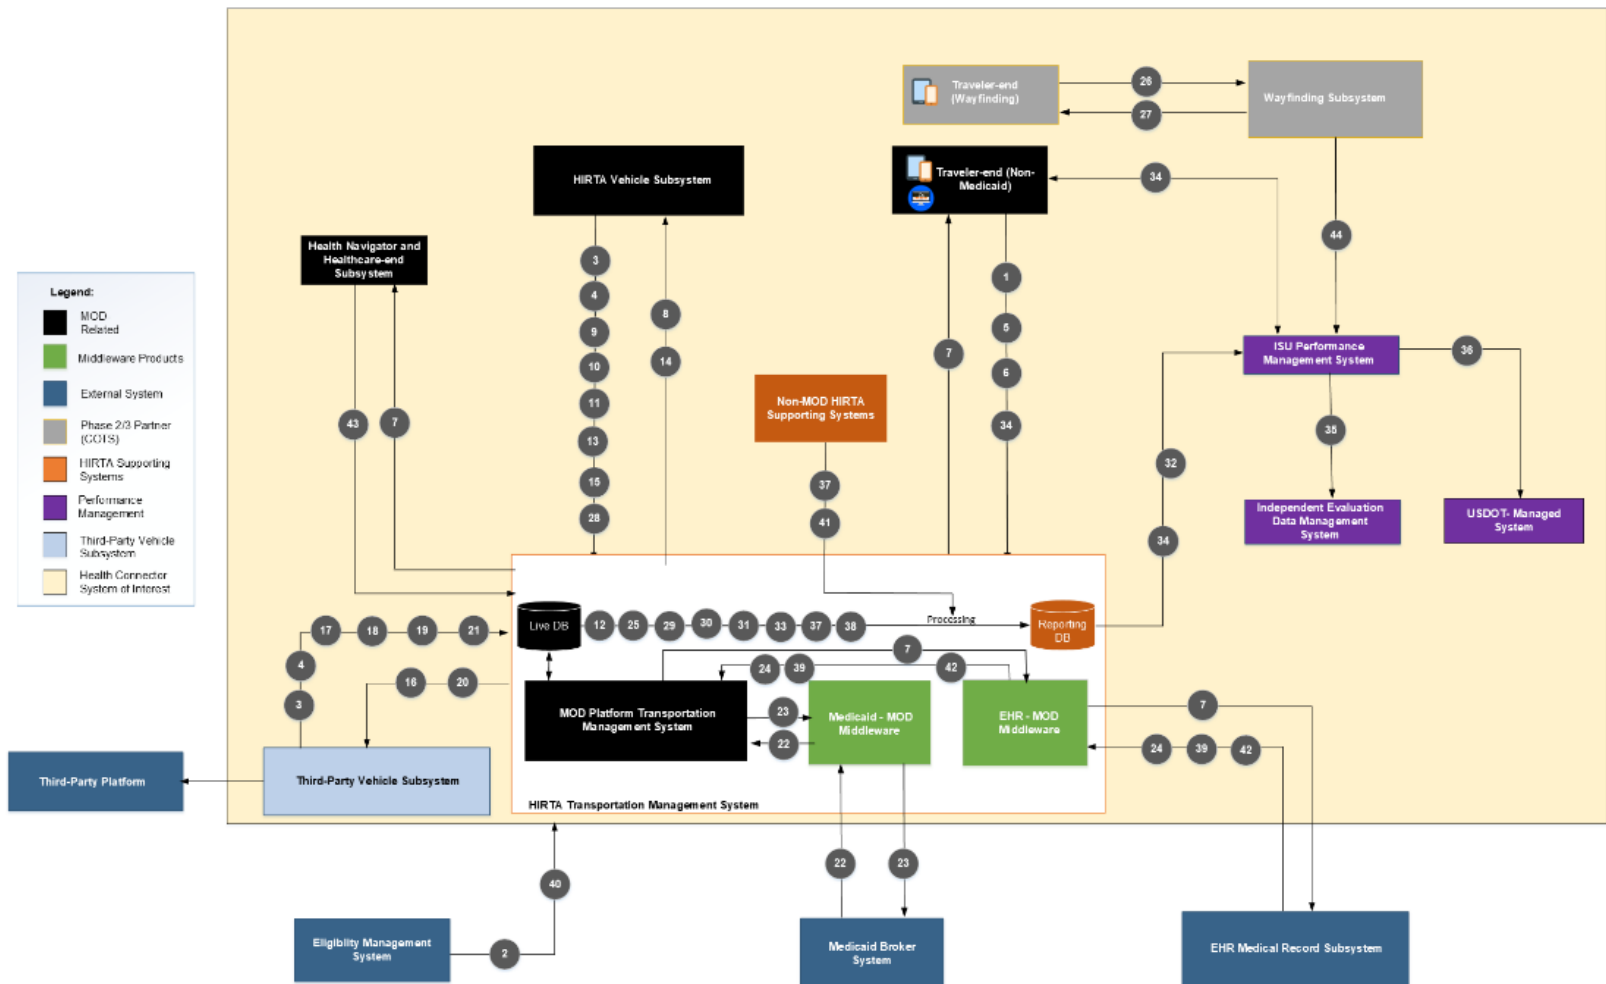 Traveler-end
(Wayfinding)
26
27
Wayfinding Subsystem
HIRTA Vehicle Subsystem
Traveler-end (Non-
Medicaid)
34
44
Health Navigator and
Healthcare-end
Subsystem
Legend:
MOD
Related
Middleware Products
External System
Phase 2/3 Partner
(COTS)
HIRTA Supporting
Systems
Performance
Management
Third-Party Vehicle
Subsystem
Health Connector
System of Interest
43
7
3
4
9
10
11
13
15
28
8
14
Non-MOD HIRTA
Supporting Systems
37
41
7
1
5
6
34
ISU Performance
Management System
36
35
32
34
Independent Evaluation
Data Management
System
USDOT- Managed
System
17
18
19
21
4
3
16
20
Live DB
12
25
29
30
31
33
37
38
Processing
Reporting
DB
7
24
39
42
MOD Platform Transportation
Management System
23
22
Medicaid - MOD
Middleware
EHR - MOD
Middleware
7
24
39
42
HIRTA Transportation Management System
Third-Party Platform
Third-Party Vehicle Subsystem
40
22
23
Eligibility Management
System
2
Medicaid Broker
System
EHR Medical Record Subsystem